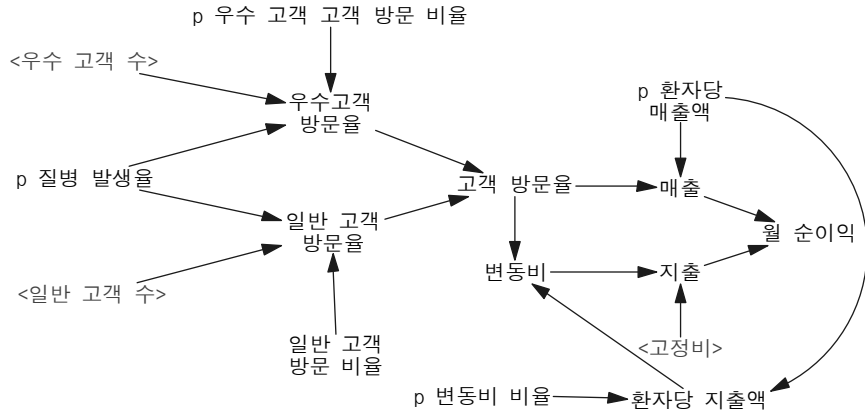 p 우수 고객 고객 방문 비율
<우수 고객 수>
우수고객
방문율
p 환자당
매출액
p 질병 발생율
고객 방문율
매출
일반 고객
방문율
월 순이익
변동비
지출
<일반 고객 수>
일반 고객
방문 비율
<고정비>
p 변동비 비율
환자당 지출액